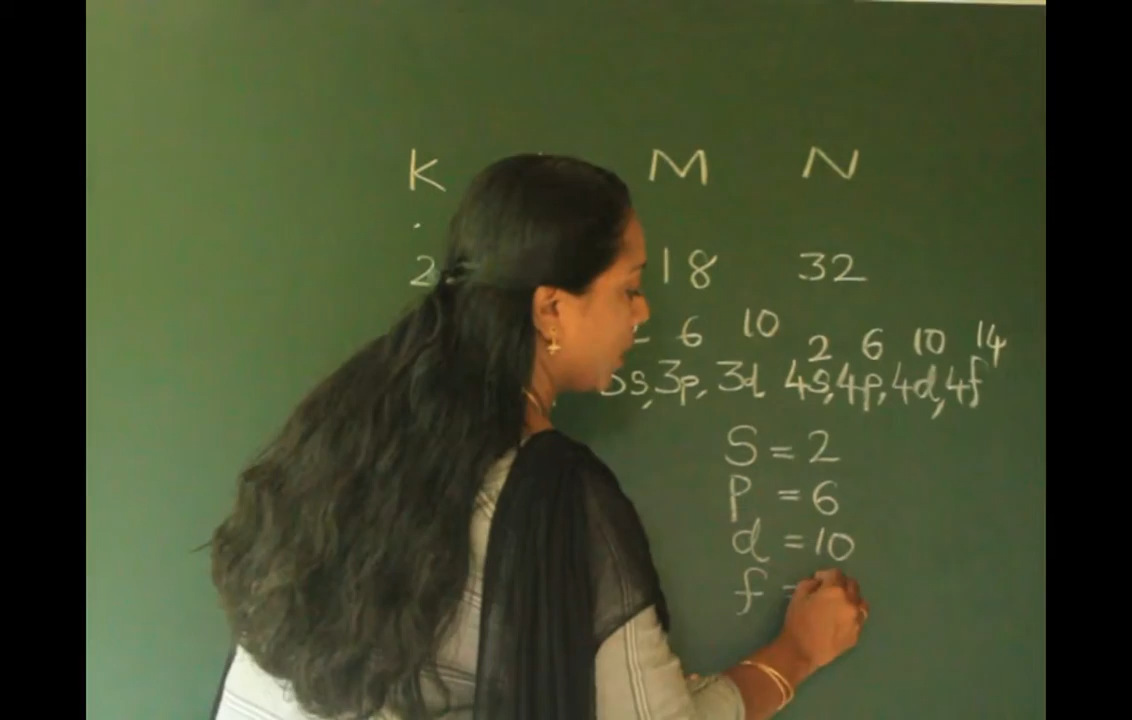 K M N
2 18 32
6 10 2 6 10 14
3s, 3p, 3d 4s, 4p, 4d, 4f
S = 2
P = 6
d = 10
f =